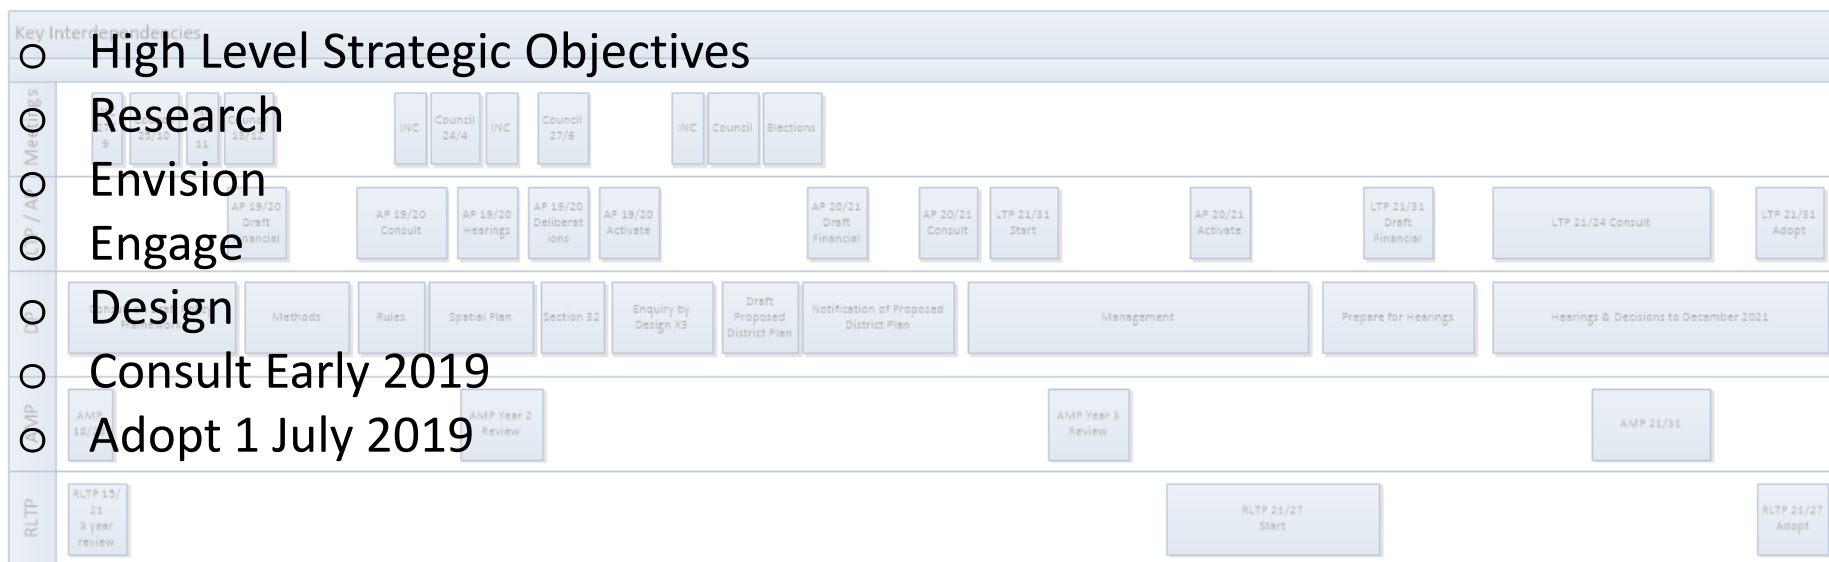 Key Interdependencies
○ High Level Strategic Objectives
○ Research
○ Envision
○ Engage
○ Design
○ Consult Early 2019
○ Adopt 1 July 2019
Meetings
INC
Council
24/4
INC
Council
27/6
INC
Council
Elections
AP 19/20
Draft
AP 19/20
Consult
AP 19/20
Hearings
AP 19/20
Deliberat
ions
AP 19/20
Activate
AP 20/21
Draft
Financial
AP 20/21
Consult
LTP 21/31
Start
AP 20/21
Activate
LTP 21/31
Draft
Financial
LTP 21/24 Consult
LTP 21/31
Adopt
DP
Methods
Rules
Spatial Plan
Section 32
Enquiry by
Design X3
Draft
Proposed
District Plan
Notification of Proposed
District Plan
Management
Prepare for Hearings
Hearings & Decisions to December 2021
AMP
AMP
AMP Year 2
Review
AMP Year 3
Review
AMP 21/31
RLTP
RLTP 15/
21
3 year
review
RLTP 21/27
Start
RLTP 21/27
Adopt